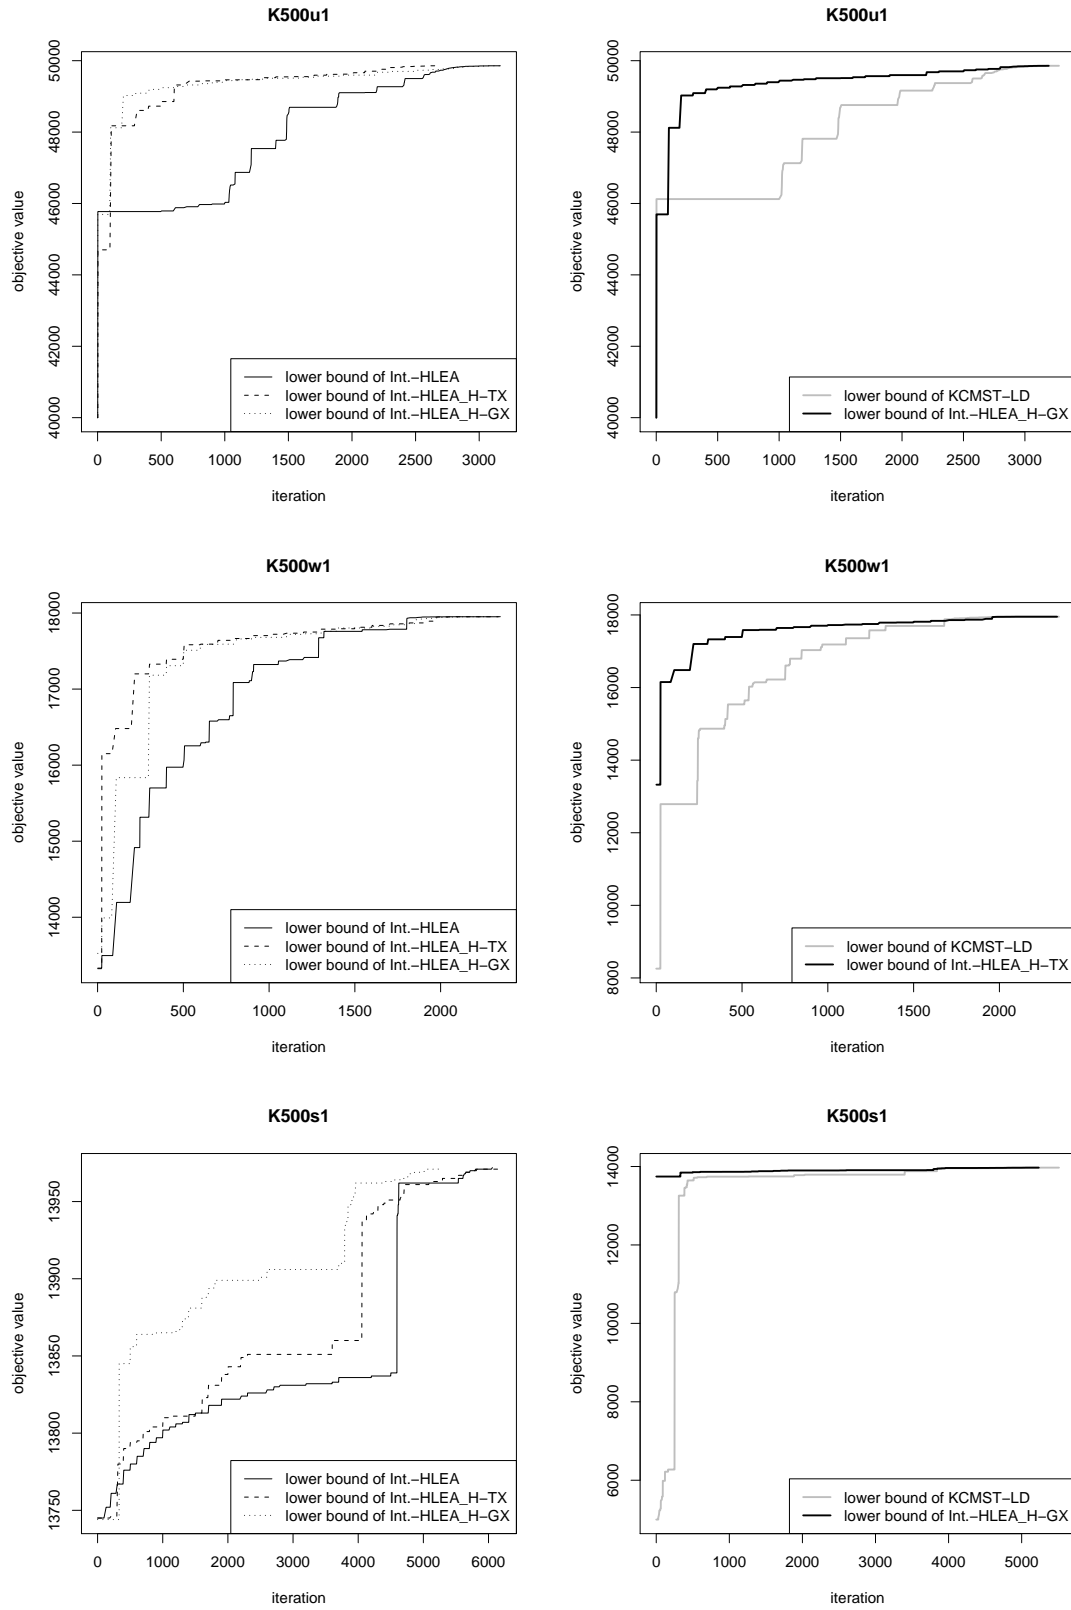 K500u1
objective value
50000
48000
46000
44000
42000
40000
lower bound of Int.−HLEA
lower bound of Int.−HLEA_H−TX
lower bound of Int.−HLEA_H−GX
0 500 1000 1500 2000 2500 3000
iteration
K500u1
objective value
50000
48000
46000
44000
42000
40000
lower bound of KCMST−LD
lower bound of Int.−HLEA_H−GX
0 500 1000 1500 2000 2500 3000
iteration
K500w1
objective value
18000
17000
16000
15000
14000
lower bound of Int.−HLEA
lower bound of Int.−HLEA_H−TX
lower bound of Int.−HLEA_H−GX
0 500 1000 1500 2000
iteration
K500w1
objective value
18000
16000
14000
12000
10000
8000
lower bound of KCMST−LD
lower bound of Int.−HLEA_H−TX
0 500 1000 1500 2000
iteration
K500s1
objective value
13950
13900
13850
13800
13750
lower bound of Int.−HLEA
lower bound of Int.−HLEA_H−TX
lower bound of Int.−HLEA_H−GX
0 1000 2000 3000 4000 5000 6000
iteration
K500s1
objective value
14000
12000
10000
8000
6000
lower bound of KCMST−LD
lower bound of Int.−HLEA_H−GX
0 1000 2000 3000 4000 5000
iteration